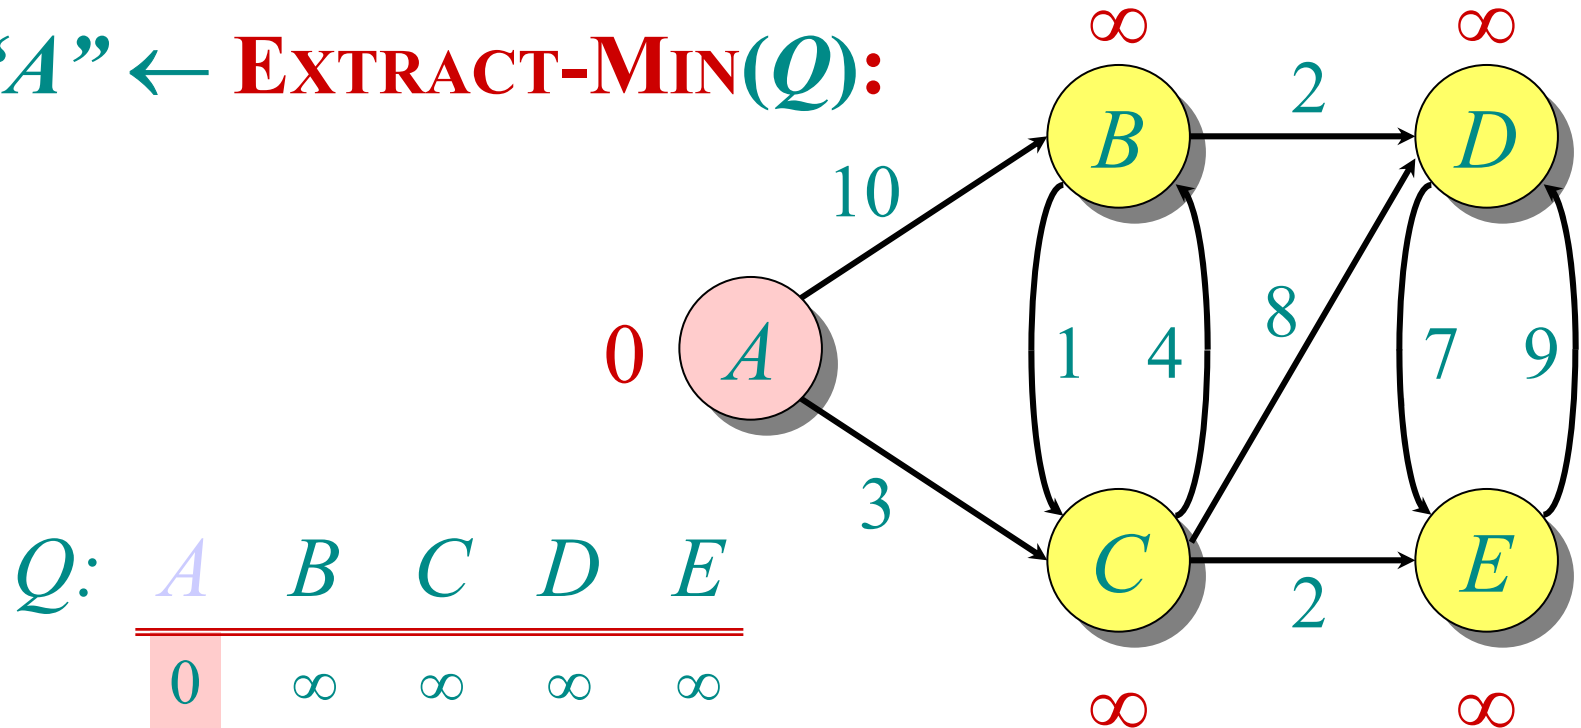 “A” ← EXTRACT-MIN(Q):
∞ ∞
B 2 D
10
0 A 1 4 8 7 9
3
C 2 E
∞ ∞
Q: A B C D E
0 ∞ ∞ ∞ ∞